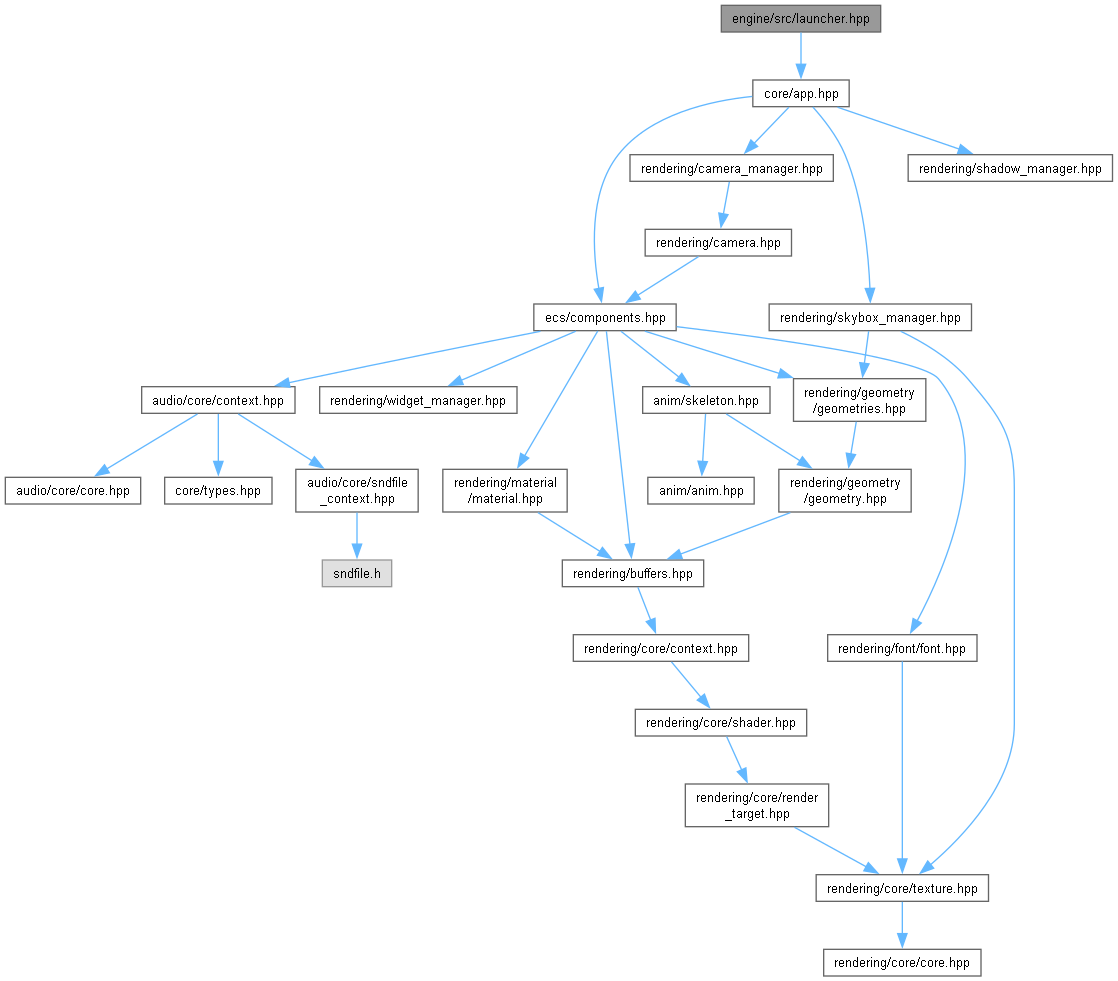 engine/src/launcher.hpp
core/app.hpp
rendering/camera_manager.hpp
rendering/shadow_manager.hpp
rendering/camera.hpp
ecs/components.hpp
rendering/skybox_manager.hpp
audio/core/context.hpp
rendering/widget_manager.hpp
anim/skeleton.hpp
rendering/geometry
/geometries.hpp
audio/core/core.hpp
core/types.hpp
audio/core/sndfile
_context.hpp
rendering/material
/material.hpp
anim/anim.hpp
rendering/geometry
/geometry.hpp
sndfile.h
rendering/buffers.hpp
rendering/core/context.hpp
rendering/font/font.hpp
rendering/core/shader.hpp
rendering/core/render
_target.hpp
rendering/core/texture.hpp
rendering/core/core.hpp